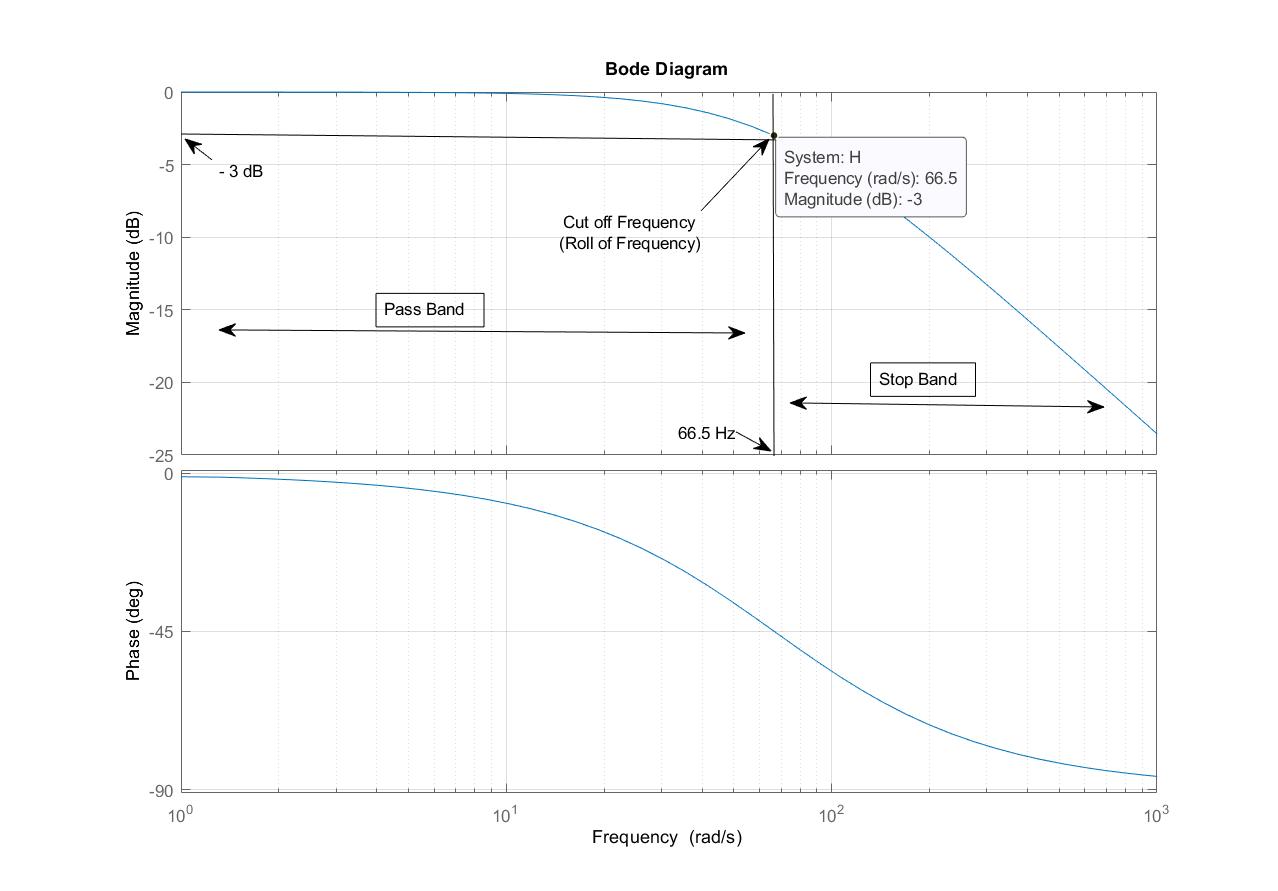 Bode Diagram
0
-5
-10
-15
-20
-25
Magnitude (dB)
- 3 dB
System: H
Frequency (rad/s): 66.5
Magnitude (dB): -3
Cut off Frequency
(Roll of Frequency)
Pass Band
Stop Band
66.5 Hz
0
-45
-90
Phase (deg)
10^0
10^1
10^2
10^3
Frequency (rad/s)